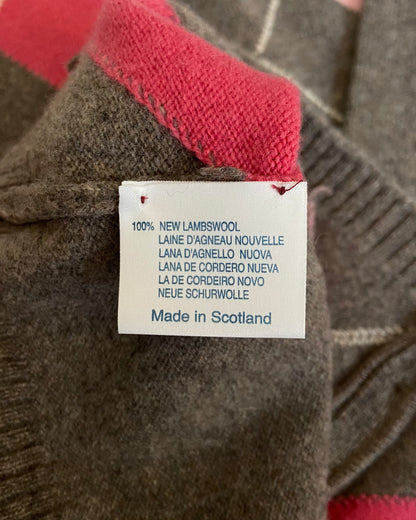 100% NEW LAMBSWOOL
LAINE D'AGNEAU NOUVELLE
LANA D'AGNELLO NUOVA
LANA DE CORDERO NUEVA
LA DE CORDEIRO NOVO
NEUE SCHURWOLLE
Made in Scotland